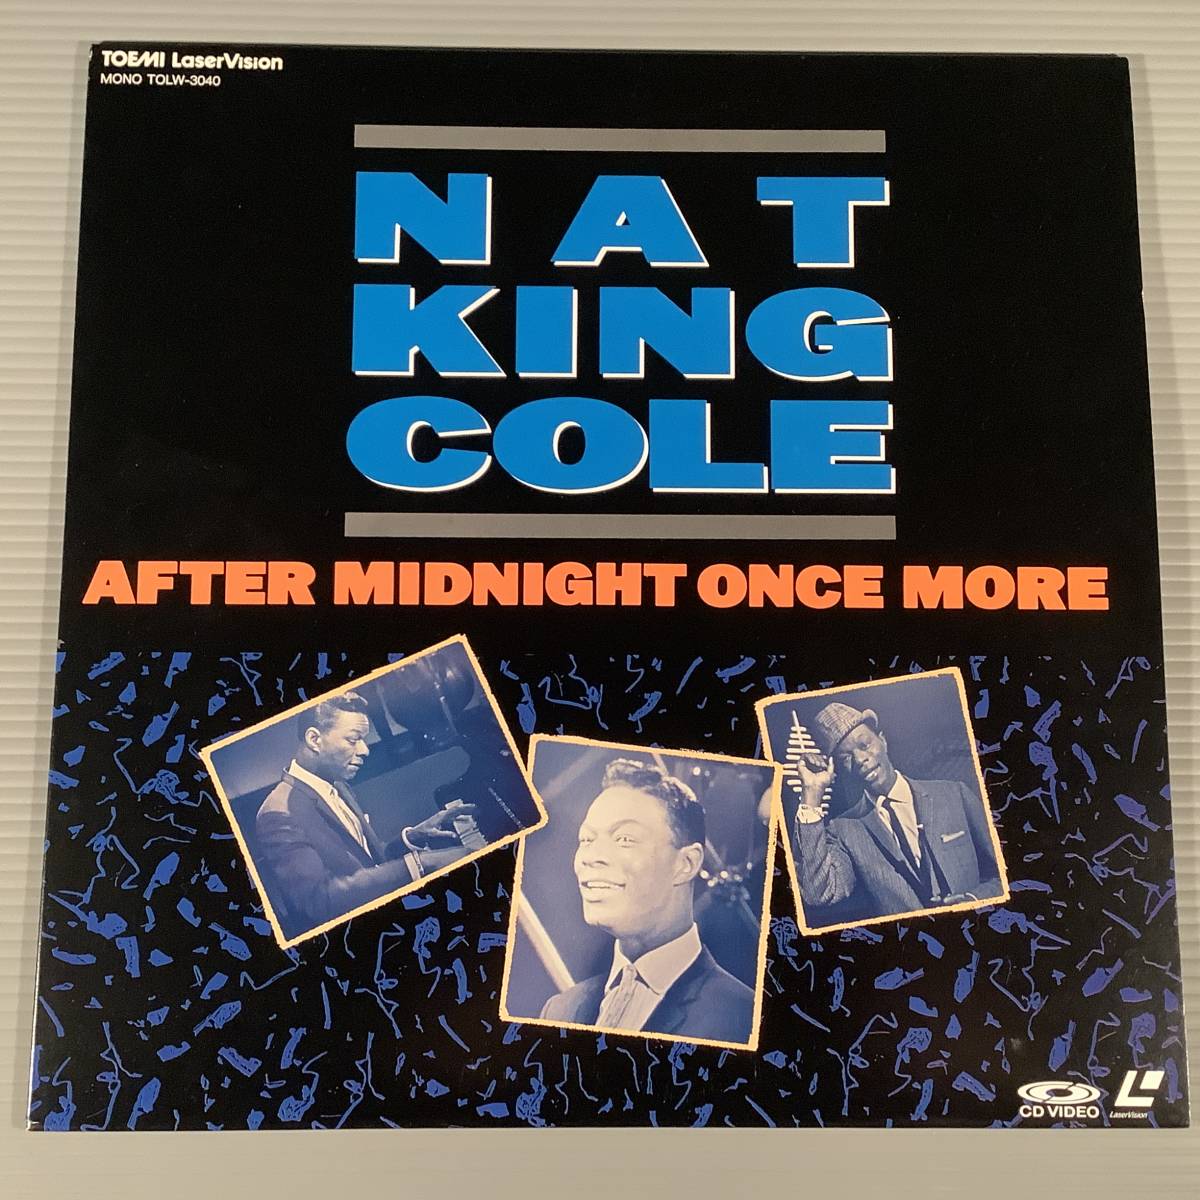 TOEMI LaserVision
MONO TOLW-3040
NAT
KING
COLE
AFTER MIDNIGHT ONCE MORE
CD VIDEO
LaserVision